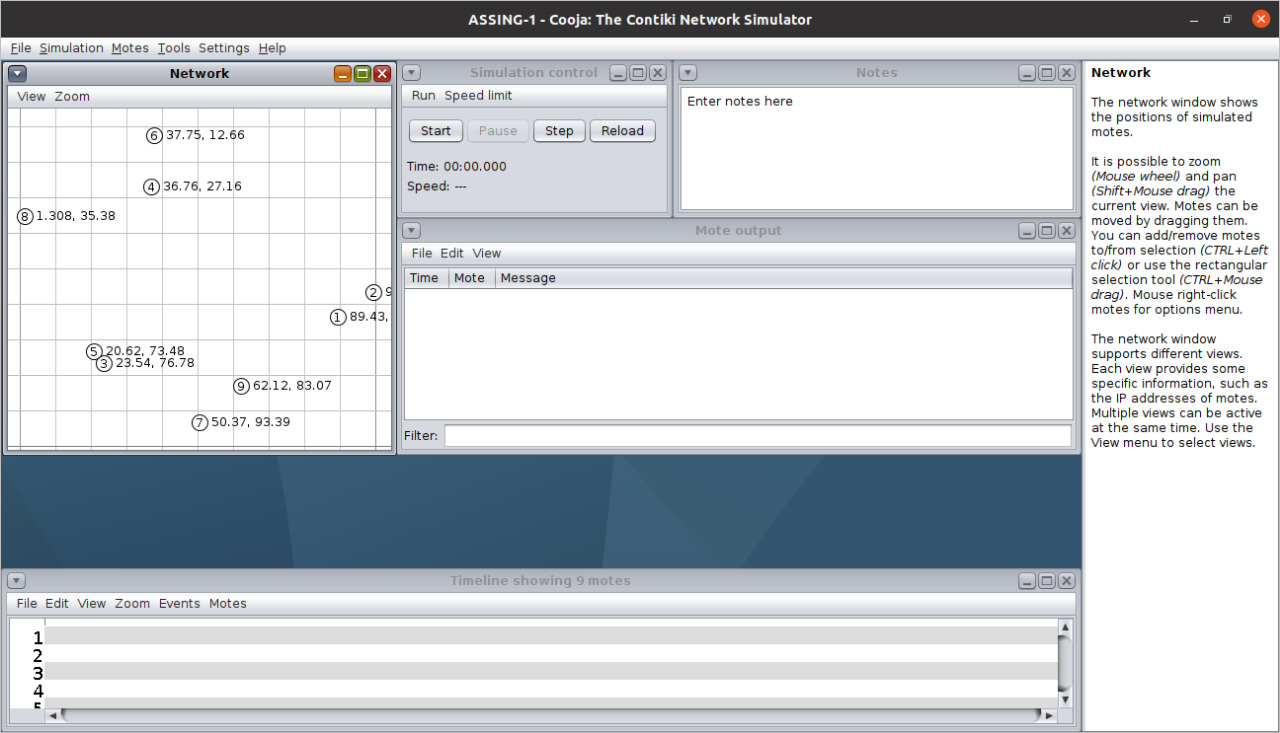 ASSING-1 - Cooja: The Contiki Network Simulator
File Simulation Motes Tools Settings Help
Network
View Zoom
6 37.75, 12.66
4 36.76, 27.16
8 1.308, 35.38
2 9
1 89.43,
5 20.62, 73.48
3 23.54, 76.78
9 62.12, 83.07
7 50.37, 93.39
Simulation control
Run Speed limit
Start Pause Step Reload
Time: 00:00.000
Speed: ---
Notes
Enter notes here
Mote output
File Edit View
Time Mote Message
Filter:
Timeline showing 9 motes
File Edit View Zoom Events Motes
1
2
3
4
5
Network
The network window shows
the positions of simulated
motes.
It is possible to zoom
(Mouse wheel) and pan
(Shift+Mouse drag) the
current view. Motes can be
moved by dragging them.
You can add/remove motes
to/from selection (CTRL+Left
click) or use the rectangular
selection tool (CTRL+Mouse
drag). Mouse right-click
motes for options menu.
The network window
supports different views.
Each view provides some
specific information, such as
the IP addresses of motes.
Multiple views can be active
at the same time. Use the
View menu to select views.